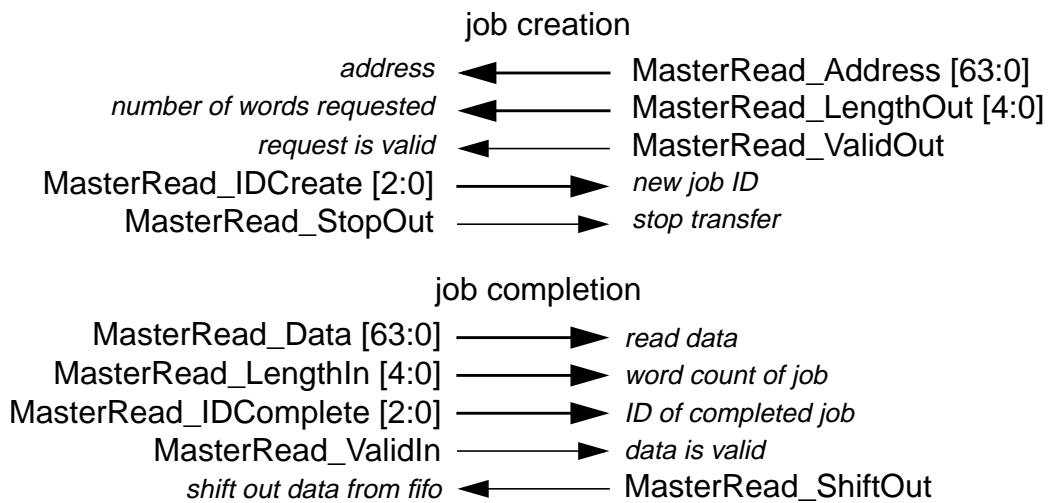 job creation
address MasterRead_Address [63:0]
number of words requested MasterRead_LengthOut [4:0]
request is valid MasterRead_ValidOut
MasterRead_IDCreate [2:0] new job ID
MasterRead_StopOut stop transfer
job completion
MasterRead_Data [63:0] read data
MasterRead_LengthIn [4:0] word count of job
MasterRead_IDComplete [2:0] ID of completed job
MasterRead_ValidIn data is valid
shift out data from fifo MasterRead_ShiftOut